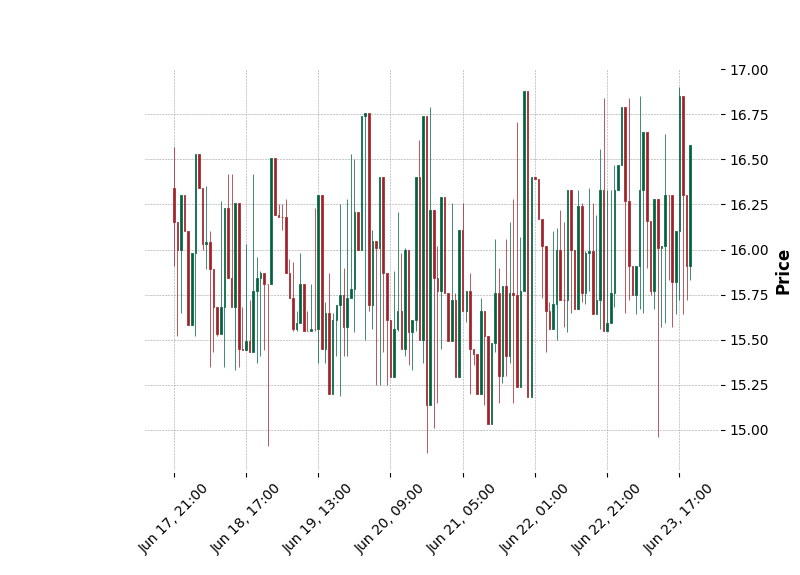 17.00
16.75
16.50
16.25
16.00
15.75
15.50
15.25
15.00
Price
Jun 17, 21:00
Jun 18, 17:00
Jun 19, 13:00
Jun 20, 09:00
Jun 21, 05:00
Jun 22, 01:00
Jun 22, 21:00
Jun 23, 17:00